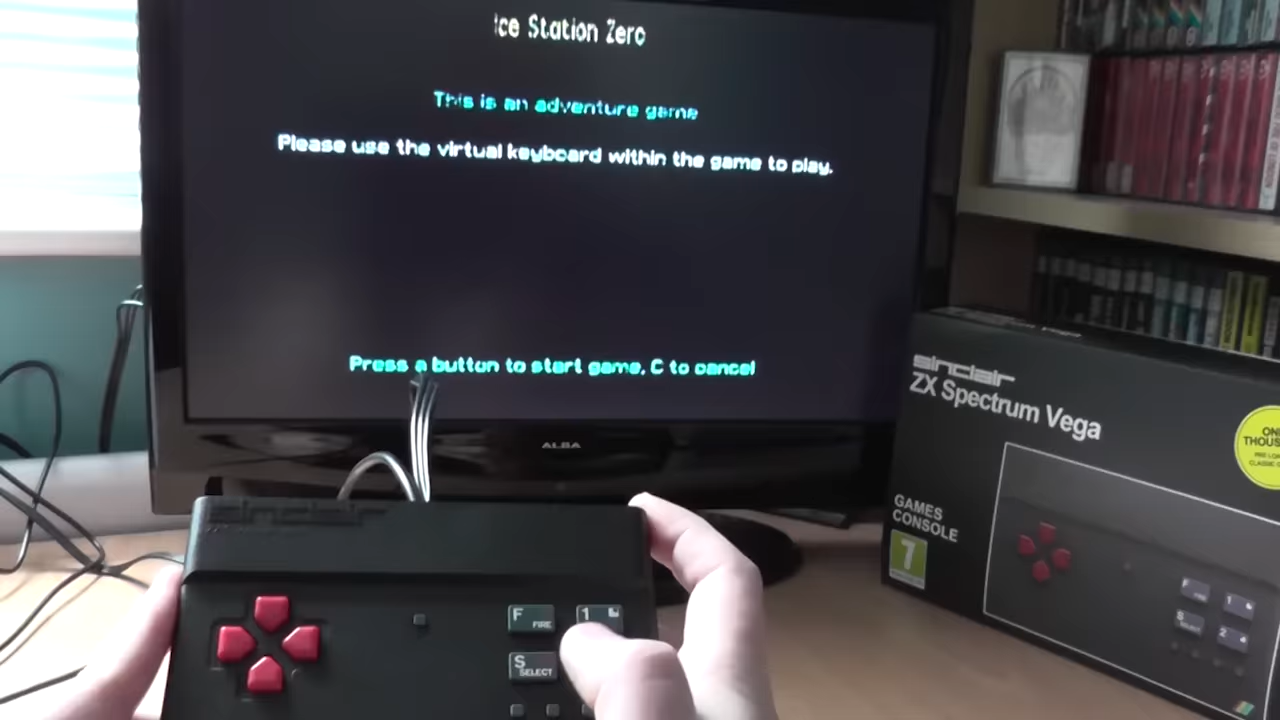 Ice Station Zero
This is an adventure game
Please use the virtual keyboard within the game to play.
Press a button to start game, C to cancel
ALBA
sinclair
F FIRE
1
S SELECT
sinclair
ZX Spectrum Vega
GAMES
CONSOLE
7